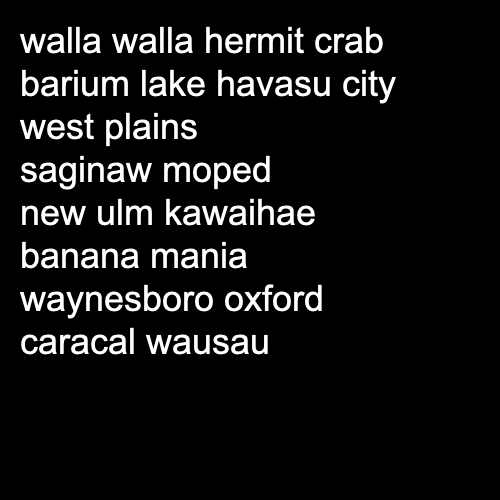 walla walla hermit crab
barium lake havasu city
west plains
saginaw moped
new ulm kawaihae
banana mania
waynesboro oxford
caracal wausau